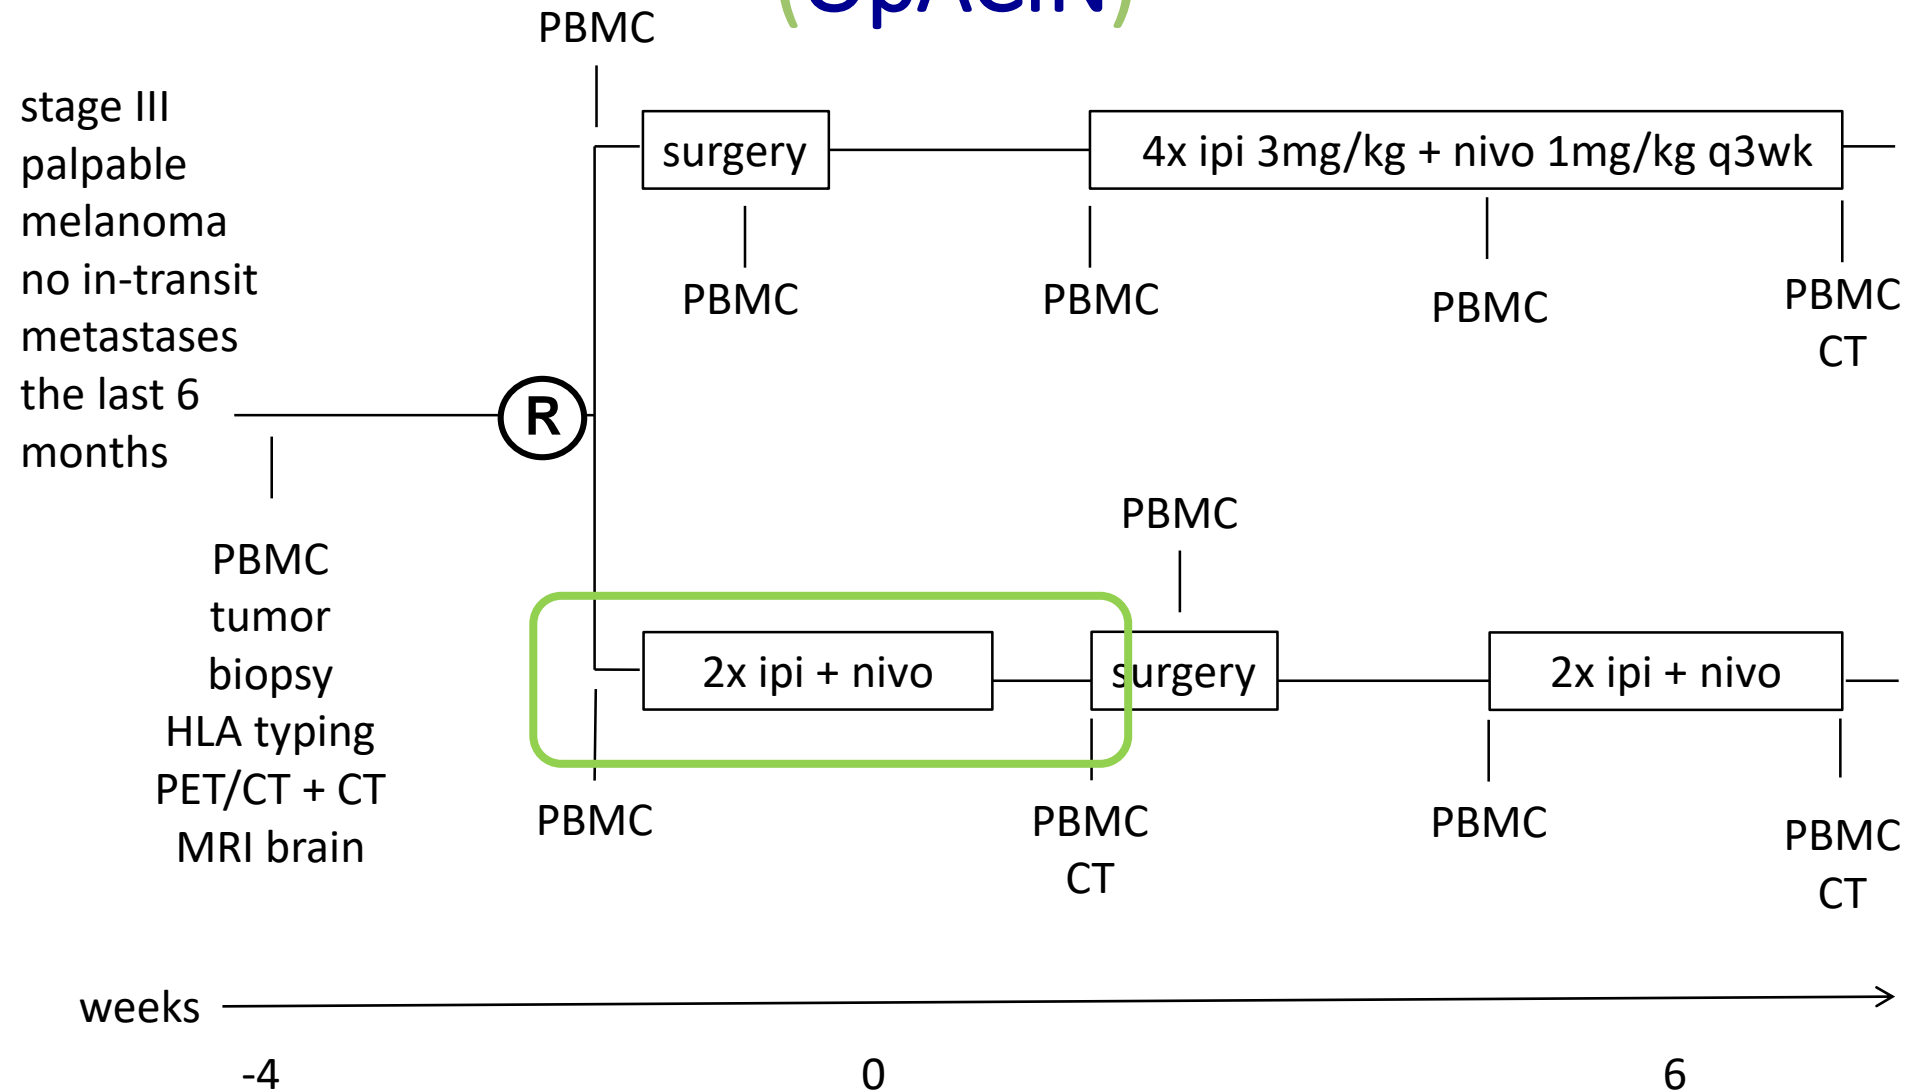 (OpACIN)
PBMC
stage III
palpable
melanoma
no in-transit
metastases
the last 6
months
surgery
4x ipi 3mg/kg + nivo 1mg/kg q3wk
PBMC
PBMC
PBMC
PBMC
CT
R
PBMC
tumor
biopsy
HLA typing
PET/CT + CT
MRI brain
PBMC
2x ipi + nivo
surgery
2x ipi + nivo
PBMC
PBMC
CT
PBMC
PBMC
CT
weeks
-4
0
6